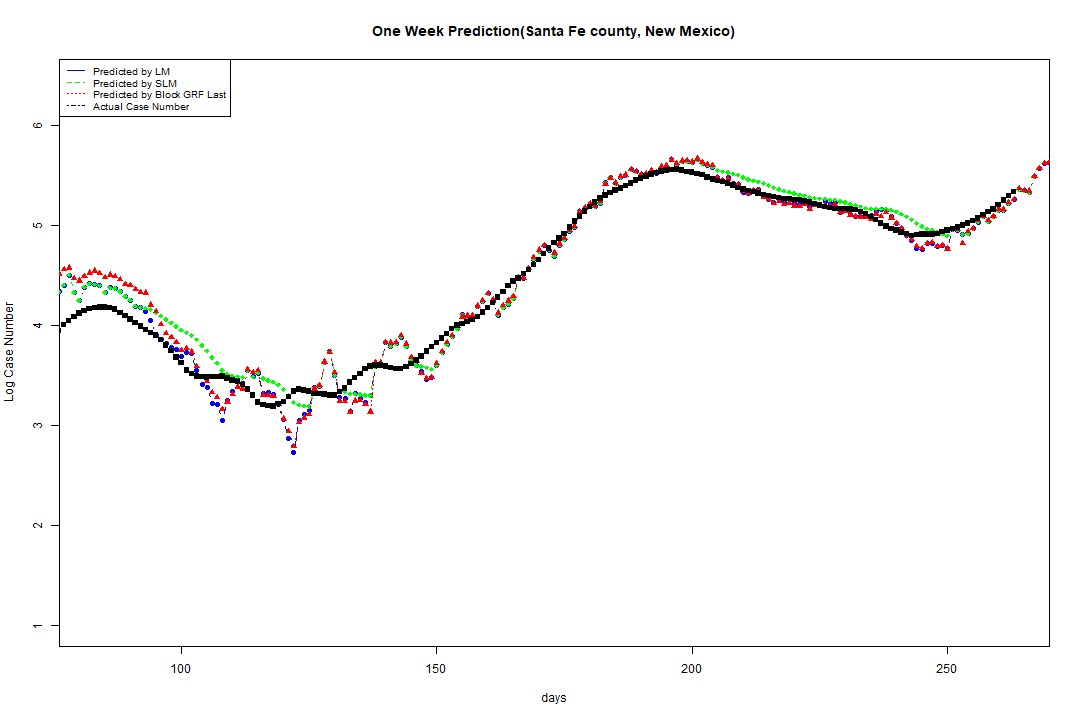 One Week Prediction(Santa Fe county, New Mexico)
Predicted by LM
Predicted by SLM
Predicted by Block GRF Last
Actual Case Number
6
5
4
3
2
1
Log Case Number
100 150 200 250
days